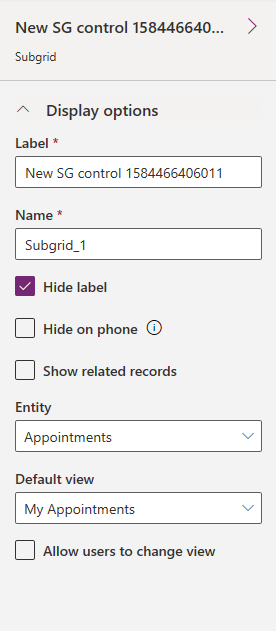 New SG control 158446640...
Subgrid
Display options
Label *
New SG control 1584466406011
Name *
Subgrid_1
Hide label
Hide on phone
Show related records
Entity
Appointments
Default view
My Appointments
Allow users to change view